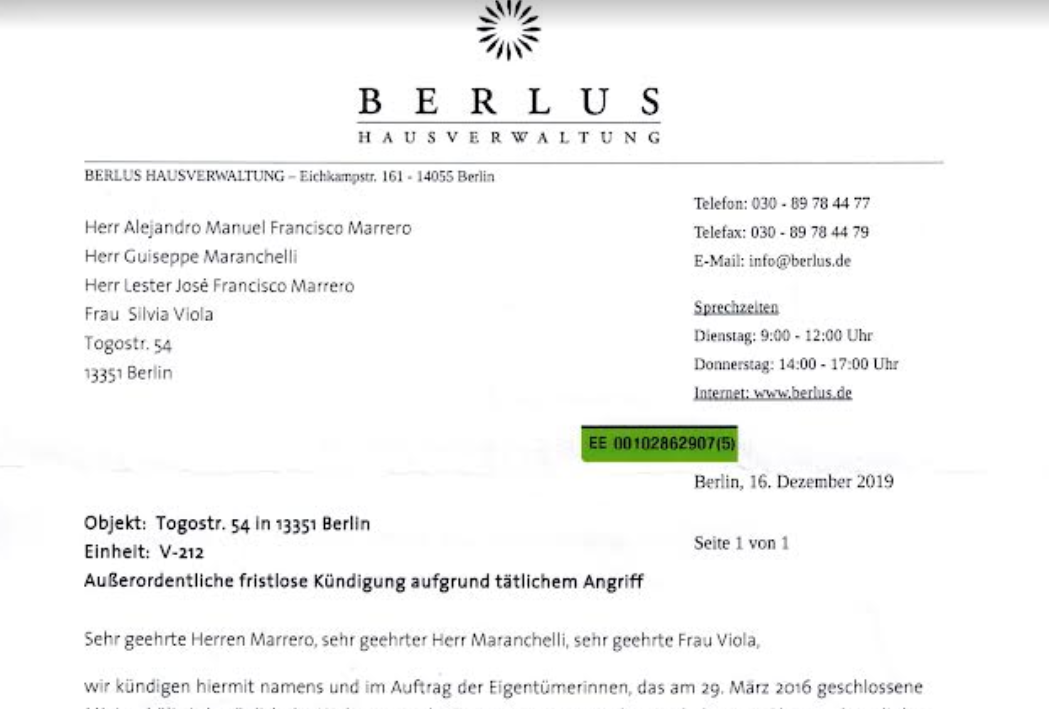 BERLUS
HAUSVERWALTUNG
BERLUS HAUSVERWALTUNG – Eichkampstr. 161 - 14055 Berlin
Herr Alejandro Manuel Francisco Marrero
Herr Guiseppe Maranchelli
Herr Lester José Francisco Marrero
Frau Silvia Viola
Togostr. 54
13351 Berlin
Telefon: 030 - 89 78 44 77
Telefax: 030 - 89 78 44 79
E-Mail: info@berlus.de
Sprechzeiten
Dienstag: 9:00 - 12:00 Uhr
Donnerstag: 14:00 - 17:00 Uhr
Internet: www.berlus.de
EE 00102862907(5)
Berlin, 16. Dezember 2019
Objekt: Togostr. 54 in 13351 Berlin
Einheit: V-212
Seite 1 von 1
Außerordentliche fristlose Kündigung aufgrund tätlichem Angriff
Sehr geehrte Herren Marrero, sehr geehrter Herr Maranchelli, sehr geehrte Frau Viola,
wir kündigen hiermit namens und im Auftrag der Eigentümerinnen, das am 29. März 2016 geschlossene